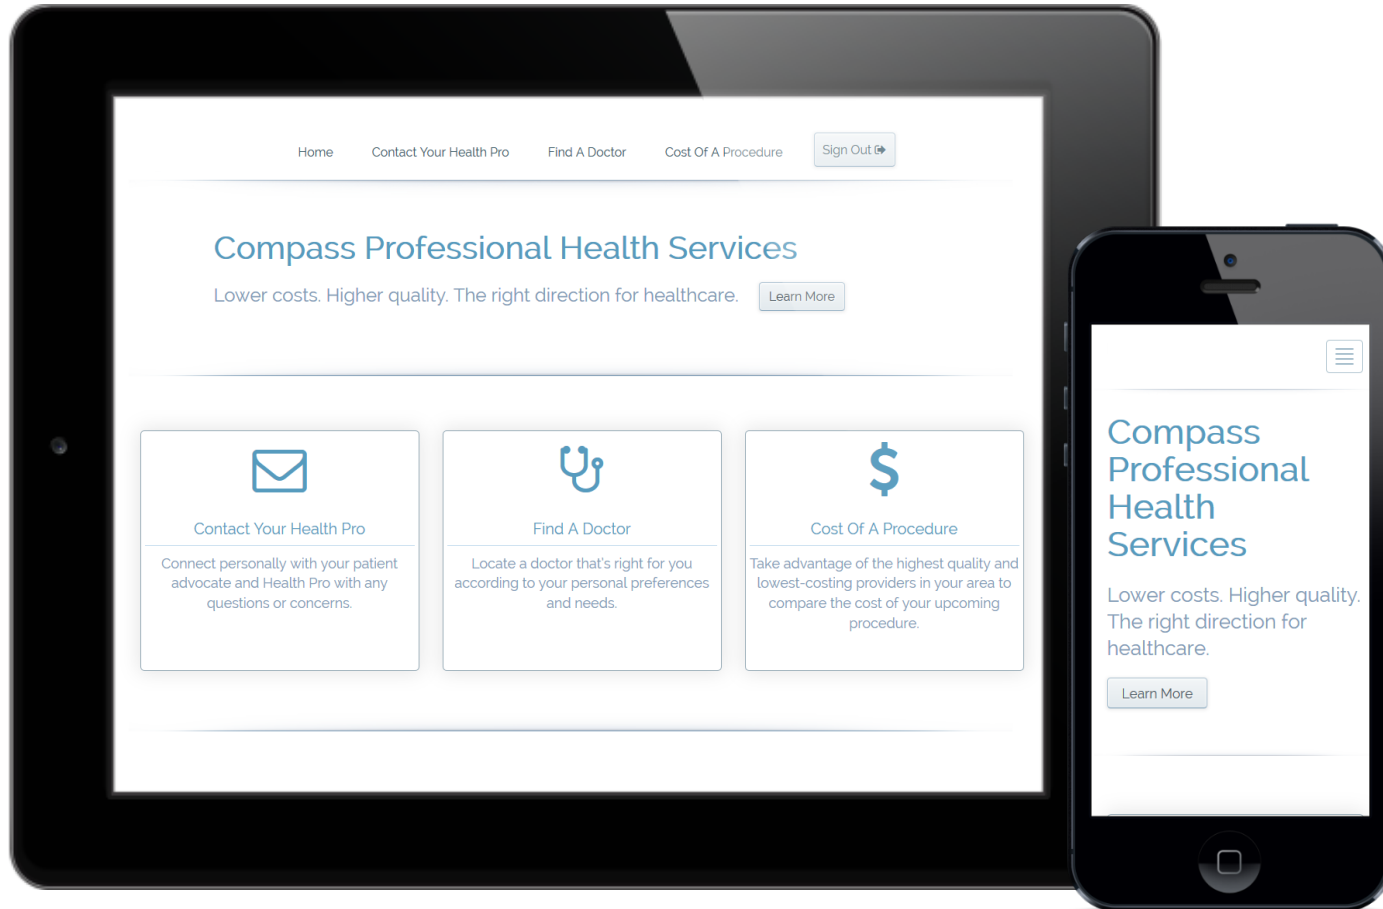 Home Contact Your Health Pro Find A Doctor Cost Of A Procedure Sign Out
Compass Professional Health Services
Lower costs. Higher quality. The right direction for healthcare. Learn More
Contact Your Health Pro
Connect personally with your patient
advocate and Health Pro with any
questions or concerns.
Find A Doctor
Locate a doctor that's right for you
according to your personal preferences
and needs.
Cost Of A Procedure
Take advantage of the highest quality and
lowest-costing providers in your area to
compare the cost of your upcoming
procedure.
Compass
Professional
Health
Services
Lower costs. Higher quality.
The right direction for
healthcare.
Learn More